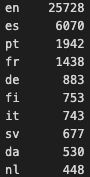 en 25728
es 6070
pt 1942
fr 1438
de 883
fi 753
it 743
sv 677
da 530
nl 448